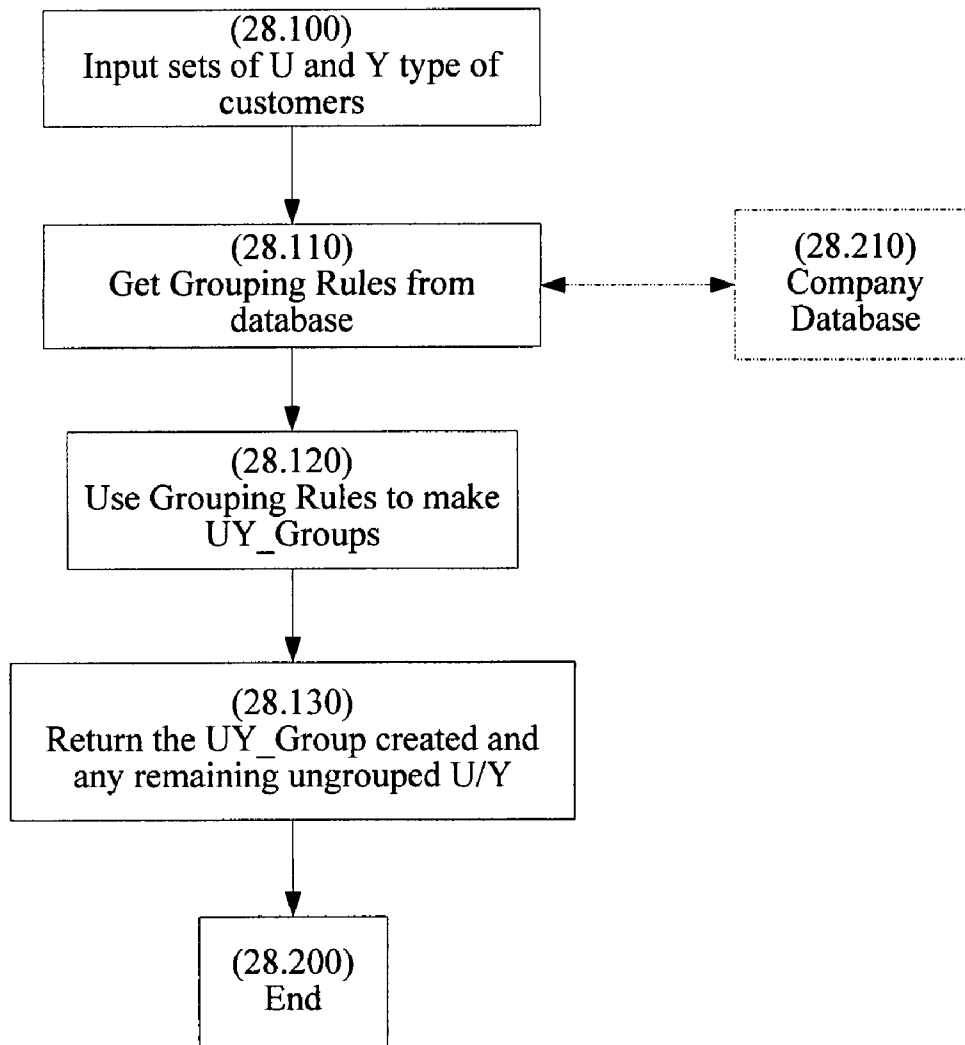 (28.100)
Input sets of U and Y type of
customers
(28.110)
Get Grouping Rules from
database
(28.210)
Company
Database
(28.120)
Use Grouping Rules to make
UY_Groups
(28.130)
Return the UY_Group created and
any remaining ungrouped U/Y
(28.200)
End